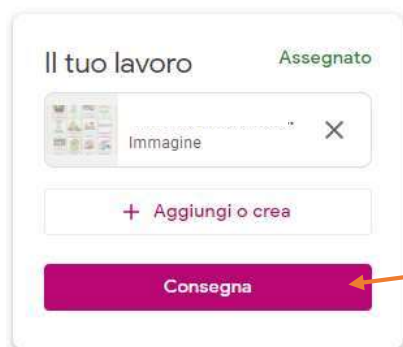 Il tuo lavoro
Assegnato
Immagine
+ Aggiungi o crea
Consegna